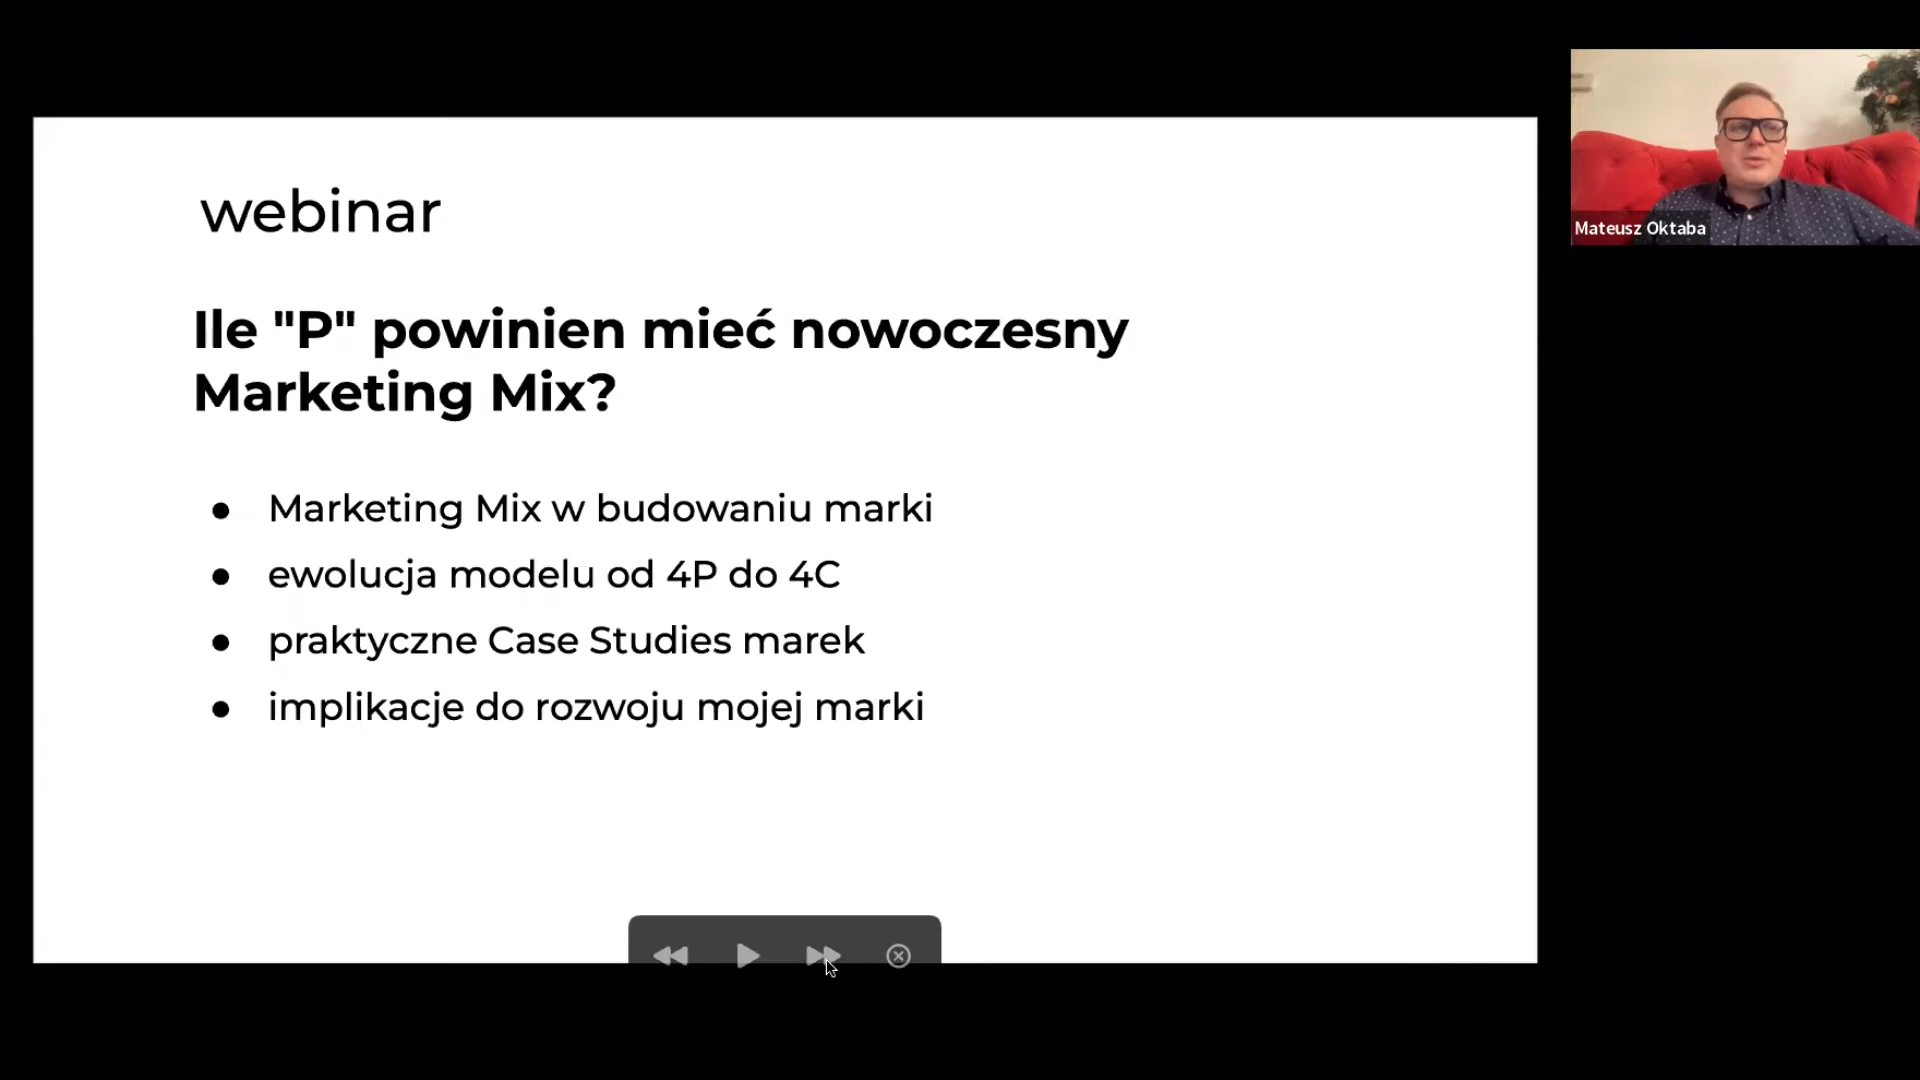 webinar
Ile "P" powinien mieć nowoczesny
Marketing Mix?
● Marketing Mix w budowaniu marki
● ewolucja modelu od 4P do 4C
● praktyczne Case Studies marek
● implikacje do rozwoju mojej marki
Mateusz Oktaba